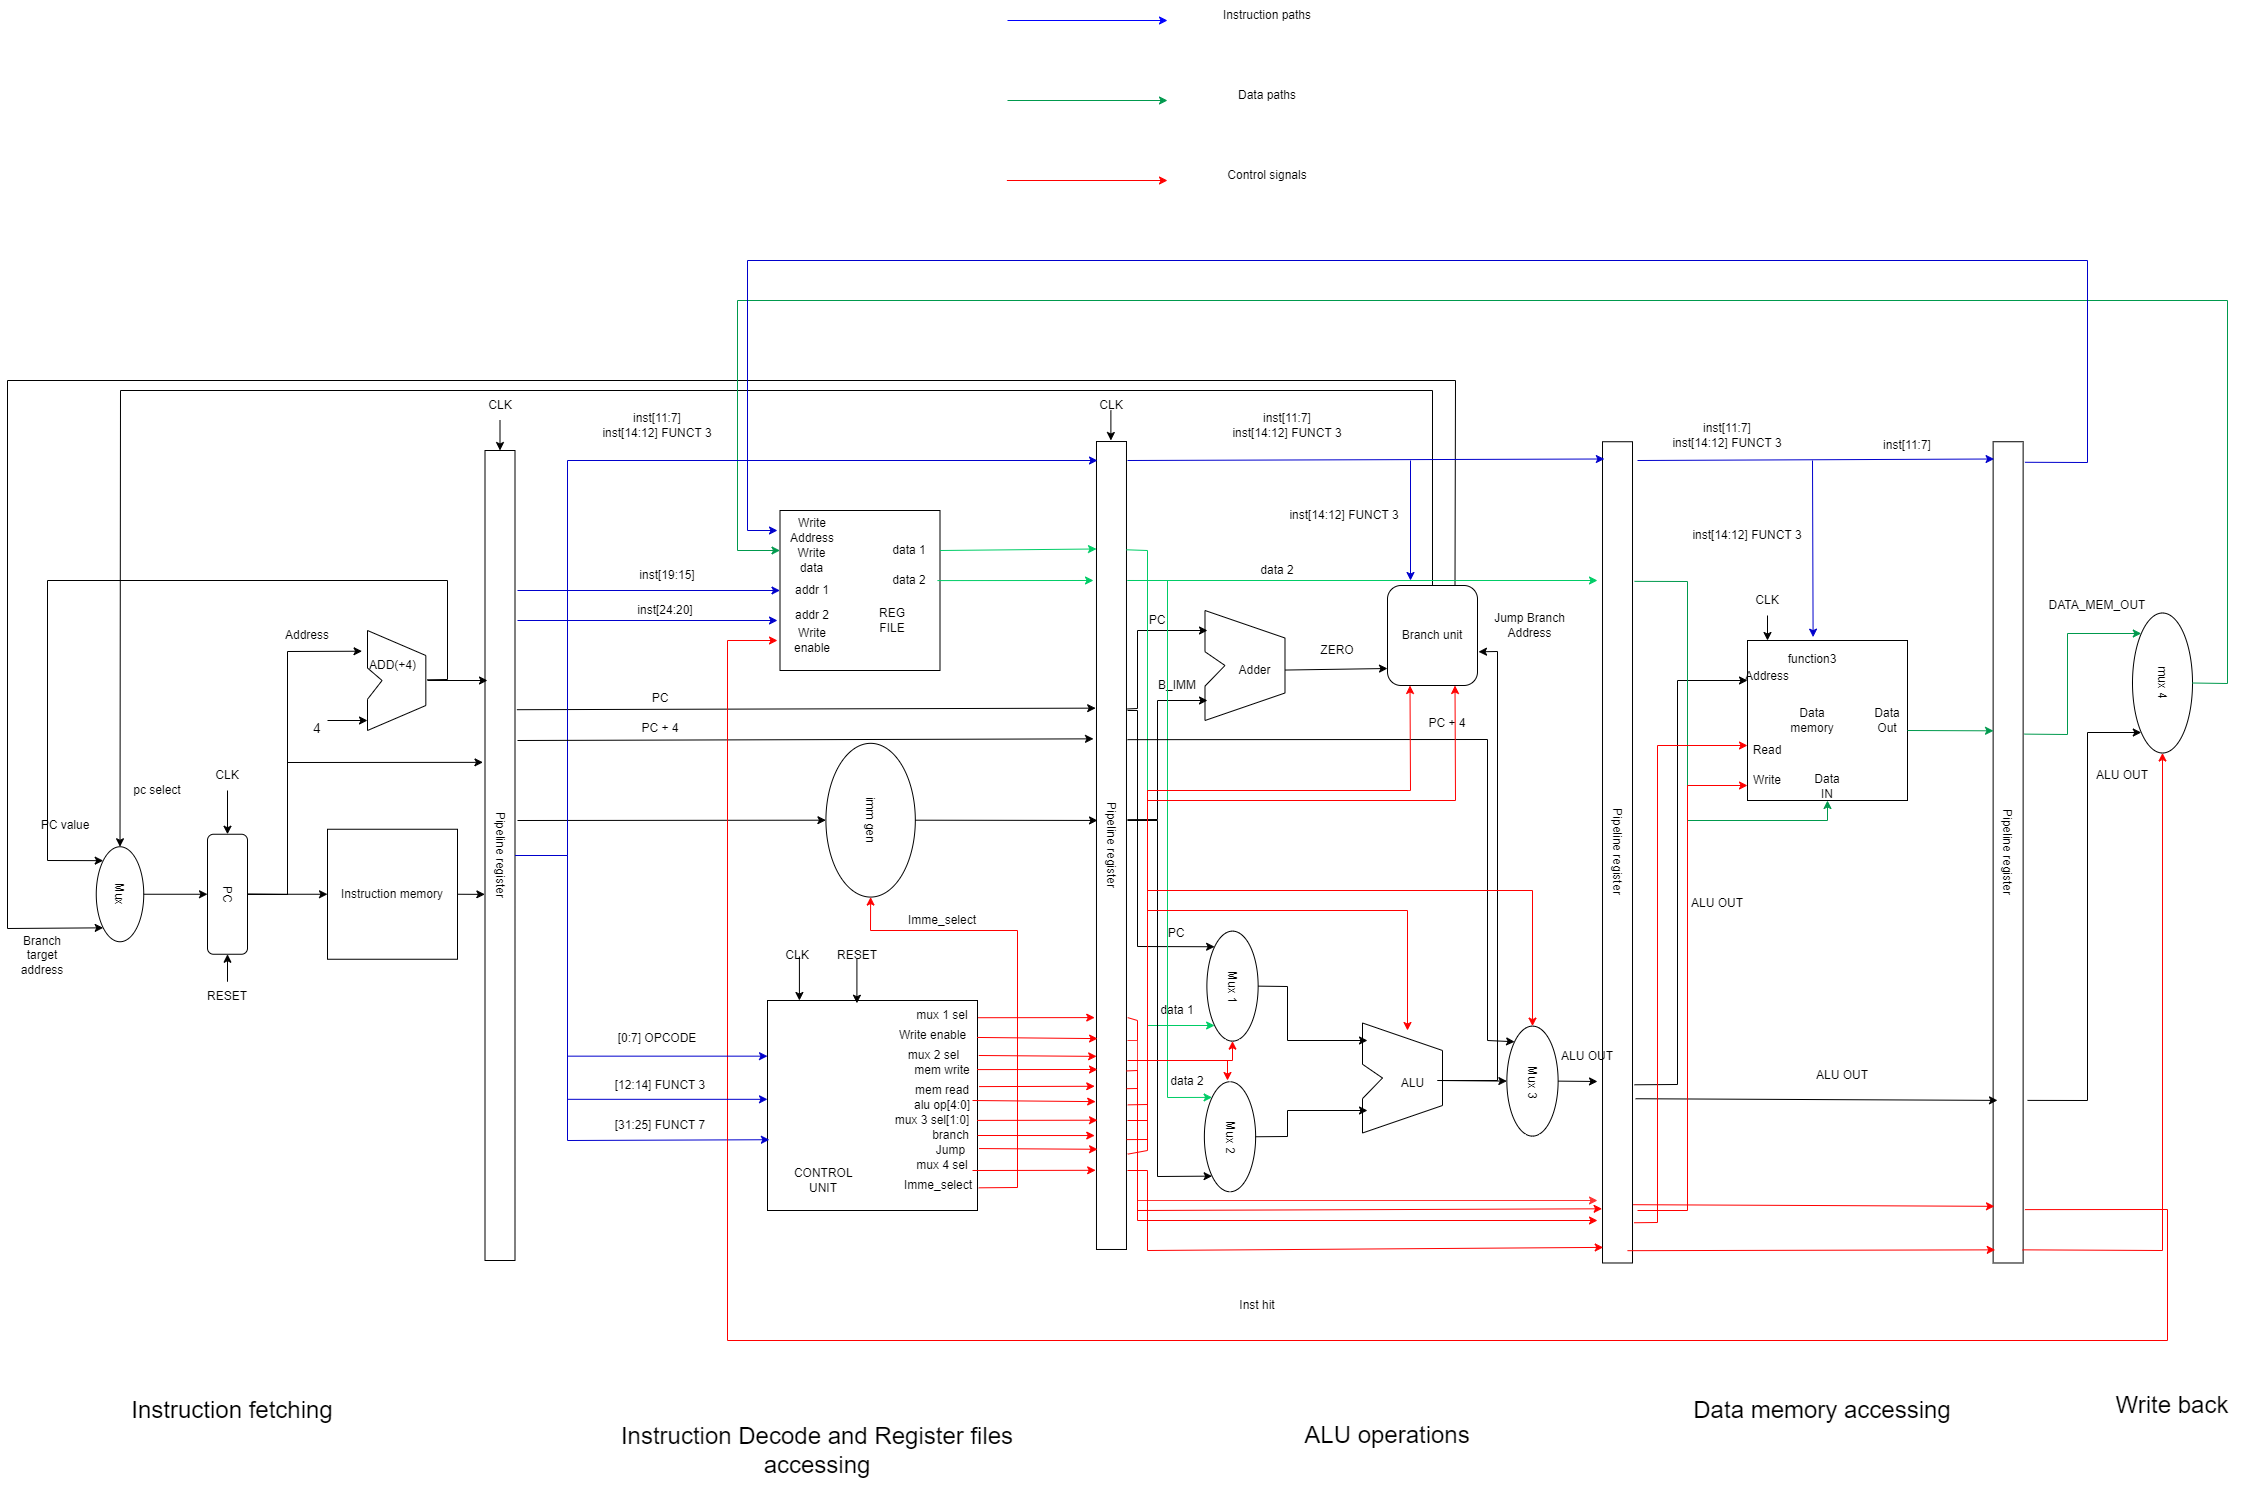 Instruction paths
Data paths
Control signals
CLK
inst[11:7]
inst[14:12] FUNCT 3
CLK
inst[11:7]
inst[14:12] FUNCT 3
inst[11:7]
inst[14:12] FUNCT 3
inst[11:7]
Address
ADD(+4)
4
CLK
pc select
PC value
Mux
PC
Instruction memory
Branch
target
address
RESET
Pipeline register
inst[19:15]
inst[24:20]
Write
Address
Write
data
addr 1
addr 2
Write
enable
data 1
data 2
REG
FILE
PC
PC + 4
imm gen
Imme_select
CLK
RESET
[0:7] OPCODE
[12:14] FUNCT 3
[31:25] FUNCT 7
mux 1 sel
Write enable
mux 2 sel
mem write
mem read
alu op[4:0]
mux 3 sel[1:0]
branch
Jump
mux 4 sel
Imme_select
CONTROL
UNIT
Pipeline register
inst[14:12] FUNCT 3
data 2
PC
B_IMM
Adder
ZERO
Branch unit
Jump Branch
Address
PC + 4
PC
Mux 1
data 1
data 2
Mux 2
ALU
Mux 3
ALU OUT
Pipeline register
inst[14:12] FUNCT 3
CLK
function3
Address
Data
memory
Data
Out
Read
Write
Data
IN
ALU OUT
ALU OUT
Pipeline register
DATA_MEM_OUT
mux 4
ALU OUT
Inst hit
Instruction fetching
Instruction Decode and Register files
accessing
ALU operations
Data memory accessing
Write back